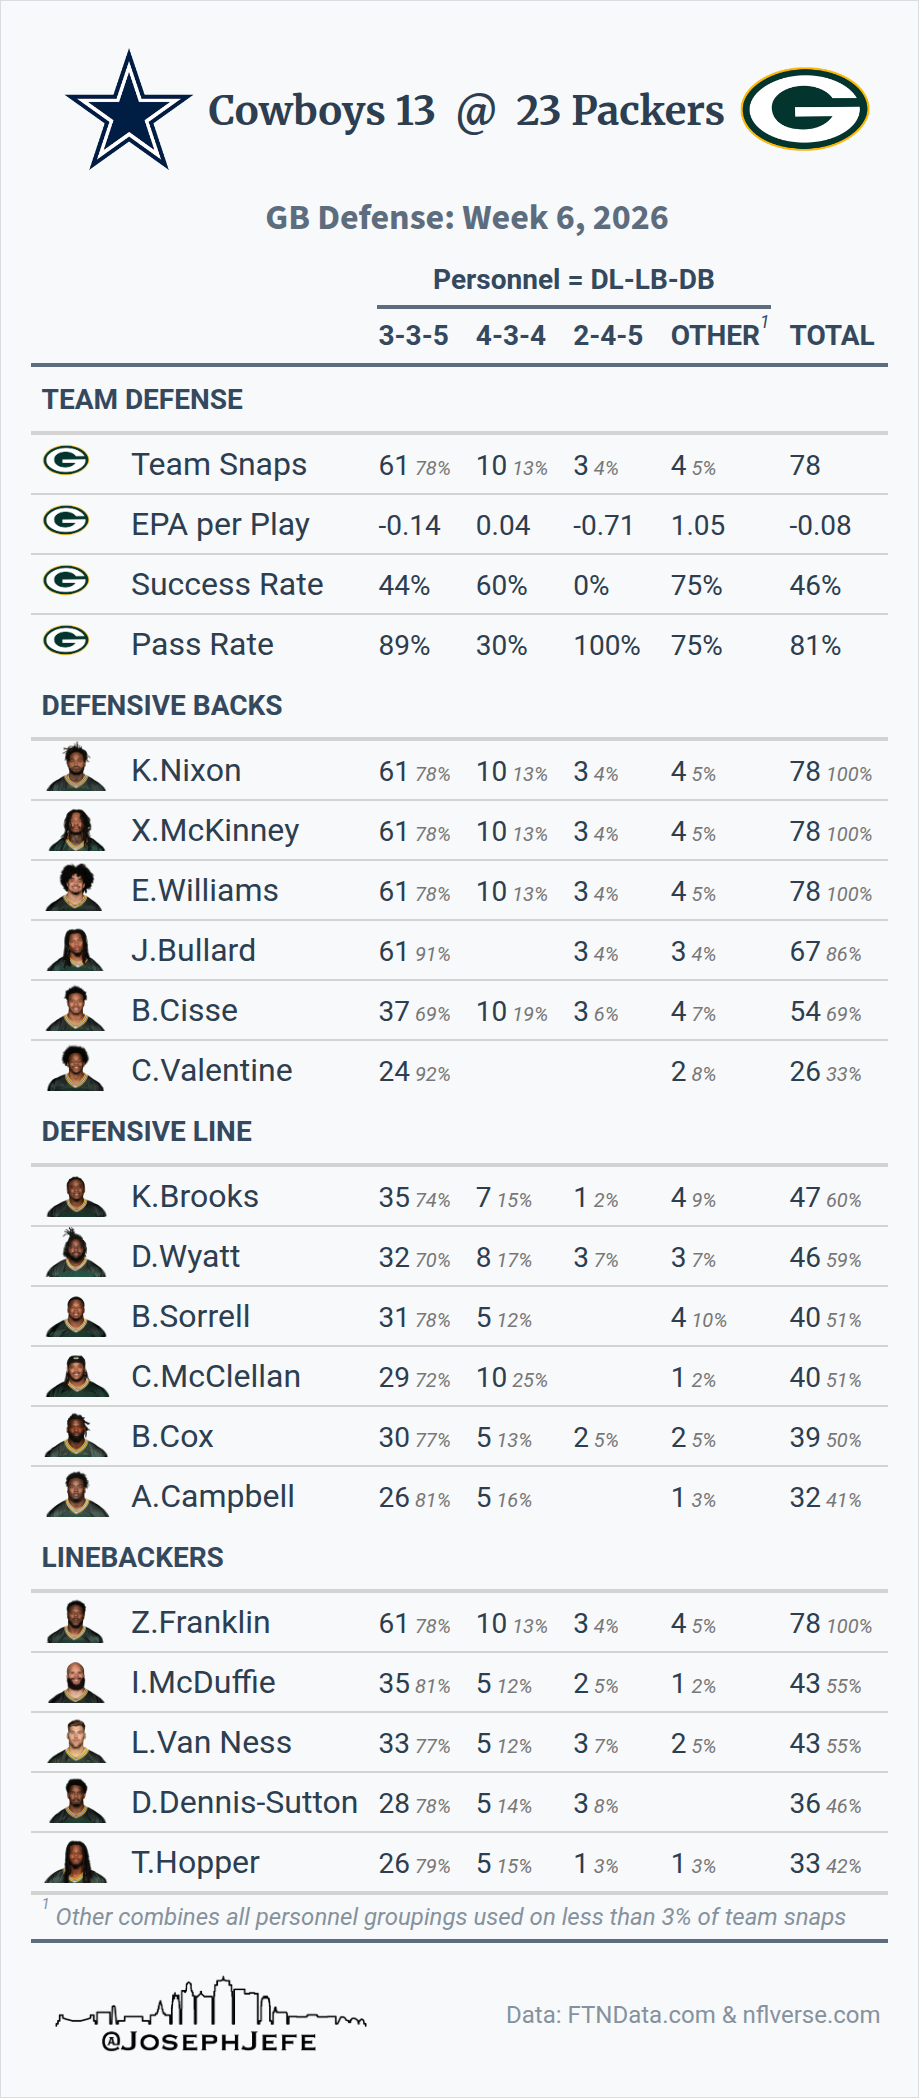 Cowboys 13 @ 23 Packers
GB Defense: Week 6, 2026
Personnel = DL-LB-DB
3-3-5 4-3-4 2-4-5 OTHER1 TOTAL
TEAM DEFENSE
Team Snaps 61 78% 10 13% 3 4% 4 5% 78
EPA per Play -0.14 0.04 -0.71 1.05 -0.08
Success Rate 44% 60% 0% 75% 46%
Pass Rate 89% 30% 100% 75% 81%
DEFENSIVE BACKS
K.Nixon 61 78% 10 13% 3 4% 4 5% 78 100%
X.McKinney 61 78% 10 13% 3 4% 4 5% 78 100%
E.Williams 61 78% 10 13% 3 4% 4 5% 78 100%
J.Bullard 61 91% 3 4% 3 4% 67 86%
B.Cisse 37 69% 10 19% 3 6% 4 7% 54 69%
C.Valentine 24 92% 2 8% 26 33%
DEFENSIVE LINE
K.Brooks 35 74% 7 15% 1 2% 4 9% 47 60%
D.Wyatt 32 70% 8 17% 3 7% 3 7% 46 59%
B.Sorrell 31 78% 5 12% 4 10% 40 51%
C.McClellan 29 72% 10 25% 1 2% 40 51%
B.Cox 30 77% 5 13% 2 5% 2 5% 39 50%
A.Campbell 26 81% 5 16% 1 3% 32 41%
LINEBACKERS
Z.Franklin 61 78% 10 13% 3 4% 4 5% 78 100%
I.McDuffie 35 81% 5 12% 2 5% 1 2% 43 55%
L.Van Ness 33 77% 5 12% 3 7% 2 5% 43 55%
D.Dennis-Sutton 28 78% 5 14% 3 8% 36 46%
T.Hopper 26 79% 5 15% 1 3% 1 3% 33 42%
1 Other combines all personnel groupings used on less than 3% of team snaps
@JosephJefe
Data: FTNData.com & nflverse.com